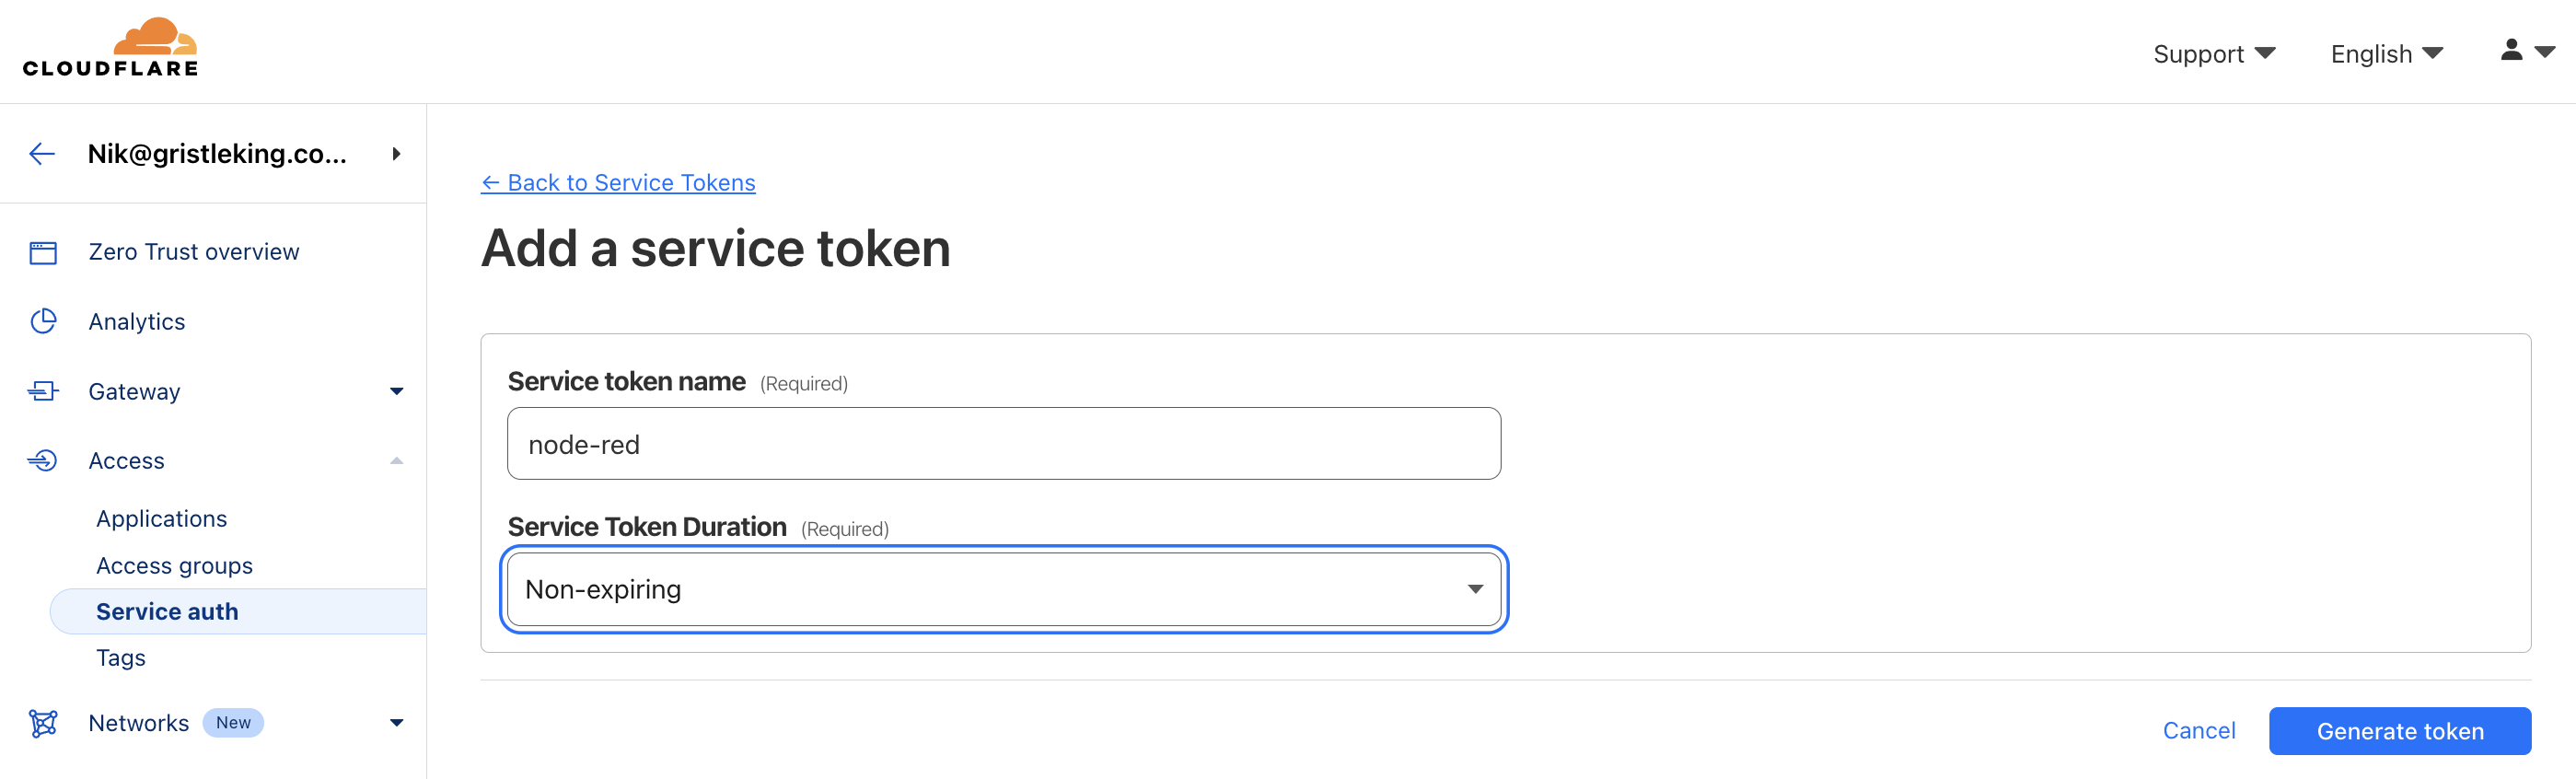 CLOUDFLARE
Support
English
Nik@gristleking.co...
Zero Trust overview
Analytics
Gateway
Access
Applications
Access groups
Service auth
Tags
Networks New
← Back to Service Tokens
Add a service token
Service token name (Required)
node-red
Service Token Duration (Required)
Non-expiring
Cancel
Generate token